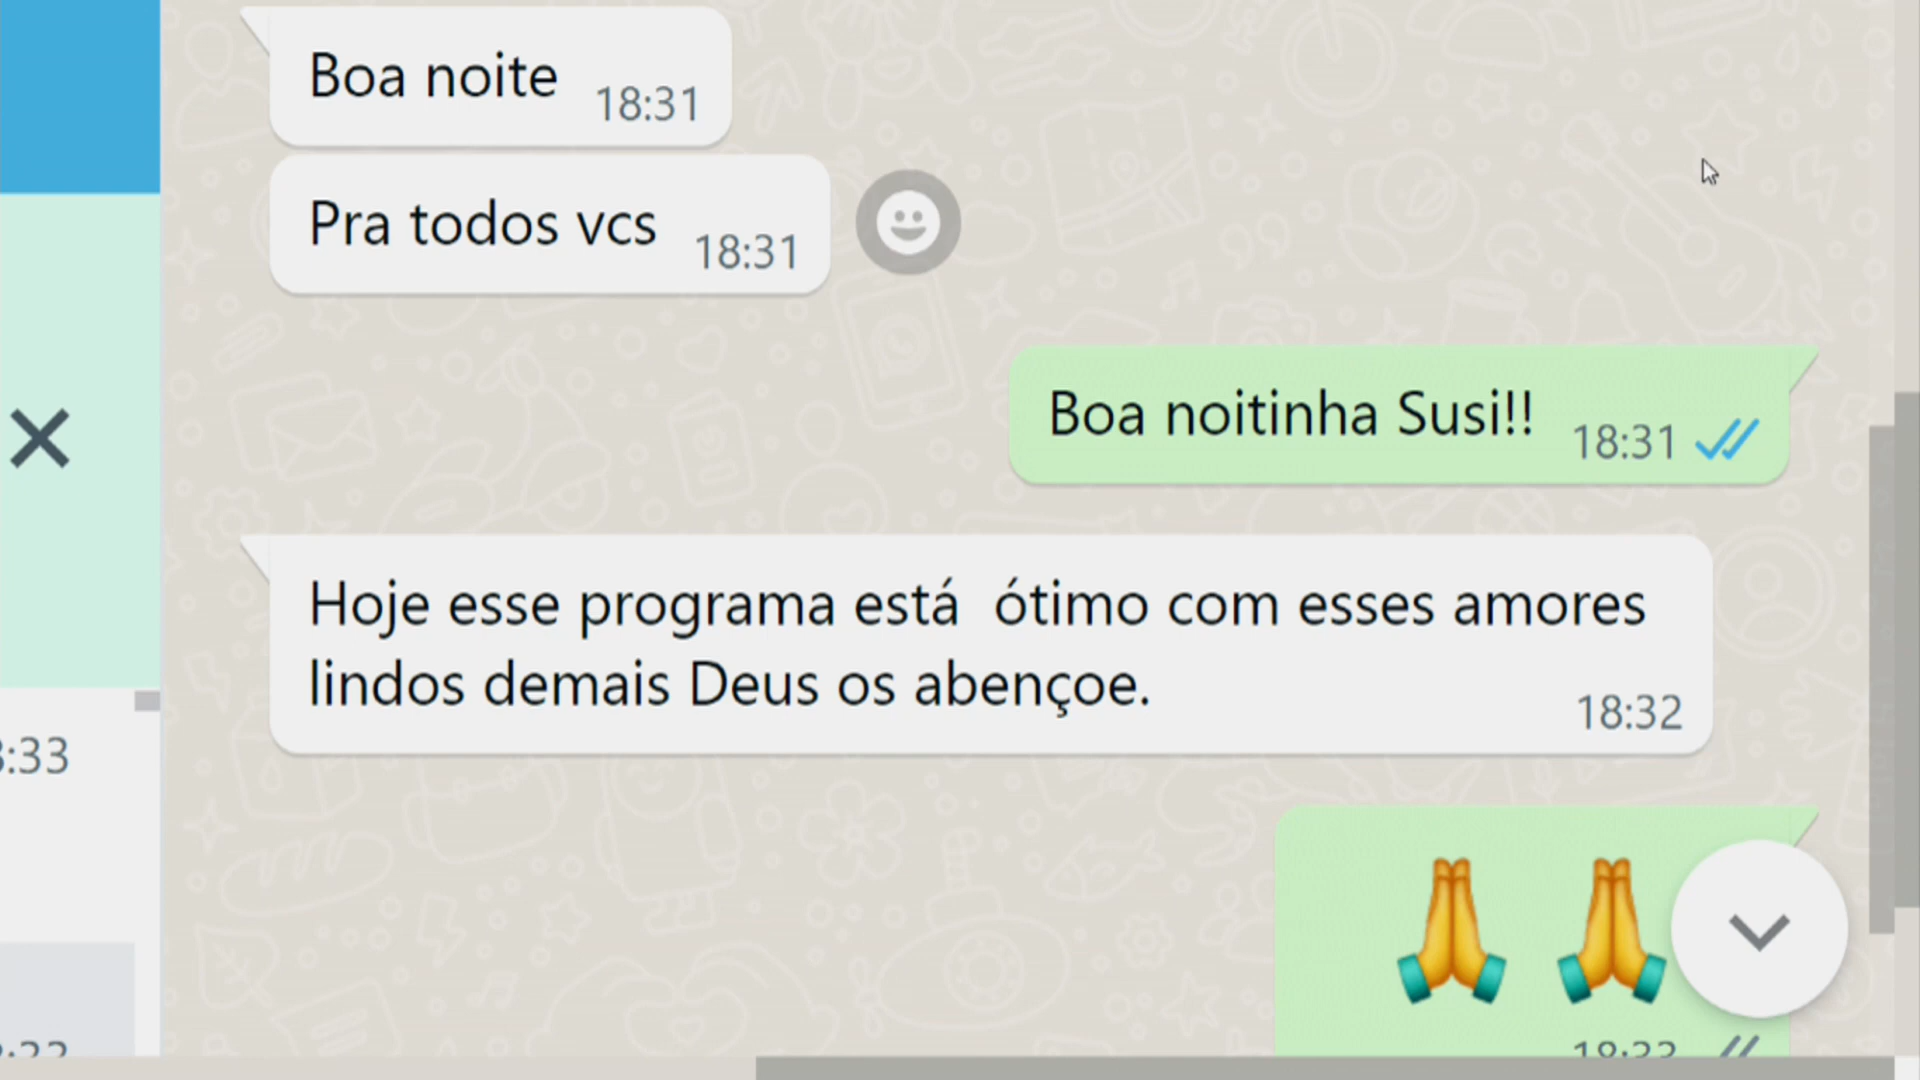 Boa noite 18:31
Pra todos vcs 18:31
Boa noitinha Susi!! 18:31
Hoje esse programa está  ótimo com esses amores
lindos demais Deus os abençoe.
18:32
:33
🙏 🙏